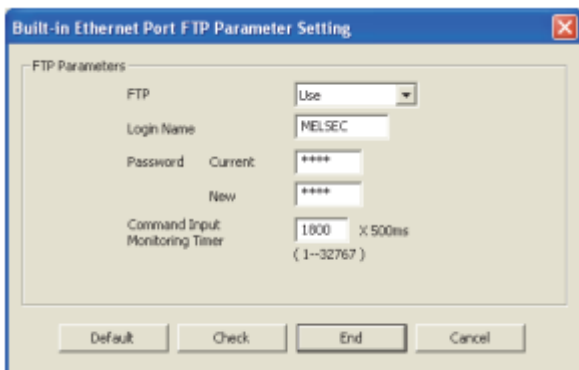 Built-in Ethernet Port FTP Parameter Setting
FTP Parameters
FTP Use
Login Name MELSEC
Password Current ****
New ****
Command Input
Monitoring Timer 1800 X 500ms
(1--32767)
Default Check End Cancel